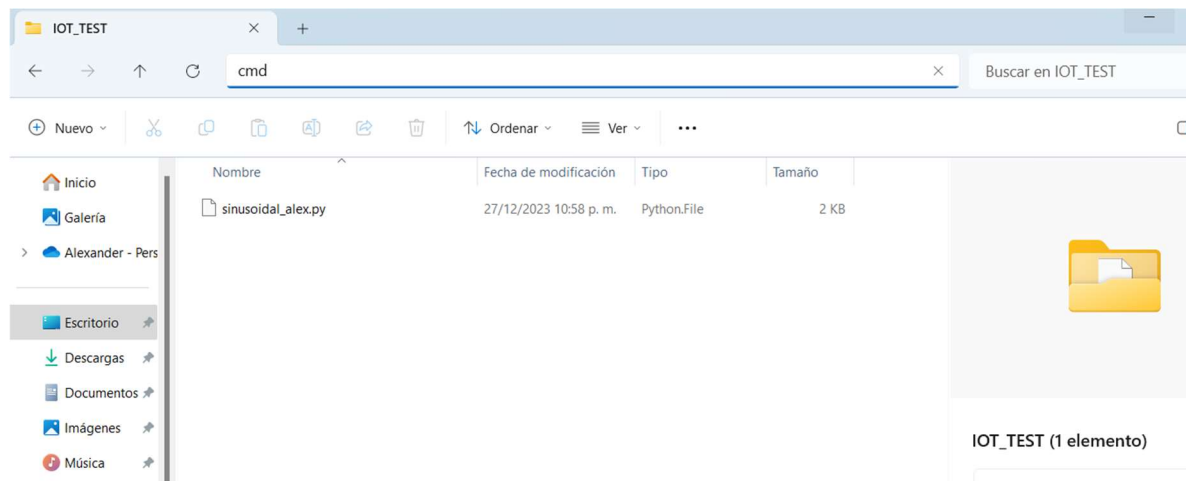 IOT_TEST
cmd
Buscar en IOT_TEST
Nuevo
Ordenar
Ver
Inicio
Galería
Alexander - Pers
Escritorio
Descargas
Documentos
Imágenes
Música
Nombre Fecha de modificación Tipo Tamaño
sinusoidal_alex.py 27/12/2023 10:58 p. m. Python.File 2 KB
IOT_TEST (1 elemento)